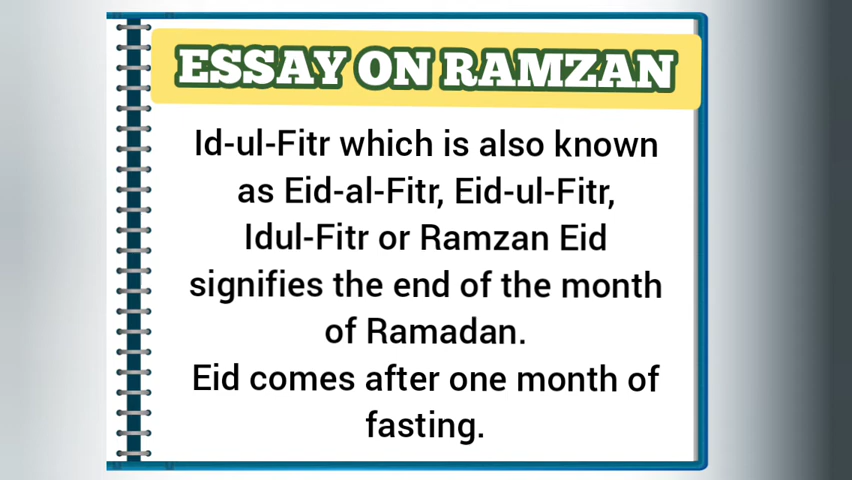 ESSAY ON RAMZAN
Id-ul-Fitr which is also known
as Eid-al-Fitr, Eid-ul-Fitr,
Idul-Fitr or Ramzan Eid
signifies the end of the month
of Ramadan.
Eid comes after one month of
fasting.